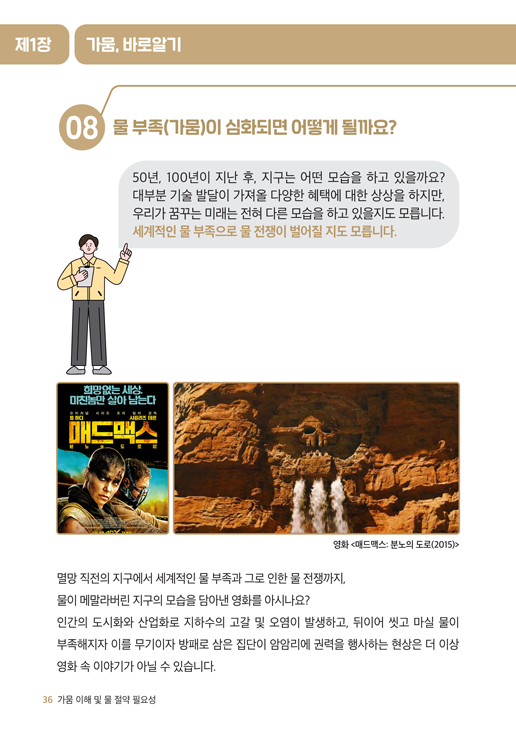 제1장
가뭄, 바로알기
08
물 부족(가뭄)이 심화되면 어떻게 될까요?
50년, 100년이 지난 후, 지구는 어떤 모습을 하고 있을까요?
대부분 기술 발달이 가져올 다양한 혜택에 대한 상상을 하지만,
우리가 꿈꾸는 미래는 전혀 다른 모습을 하고 있을지도 모릅니다.
세계적인 물 부족으로 물 전쟁이 벌어질 지도 모릅니다.
희망없는 세상,
미친놈만 살아 남는다
톰 하디
샤를리즈 테론
매드맥스
분노의도로
영화 <매드맥스: 분노의 도로(2015)>
멸망 직전의 지구에서 세계적인 물 부족과 그로 인한 물 전쟁까지,
물이 메말라버린 지구의 모습을 담아낸 영화를 아시나요?
인간의 도시화와 산업화로 지하수의 고갈 및 오염이 발생하고, 뒤이어 씻고 마실 물이
부족해지자 이를 무기이자 방패로 삼은 집단이 암암리에 권력을 행사하는 현상은 더 이상
영화 속 이야기가 아닐 수 있습니다.
36 가뭄 이해 및 물 절약 필요성